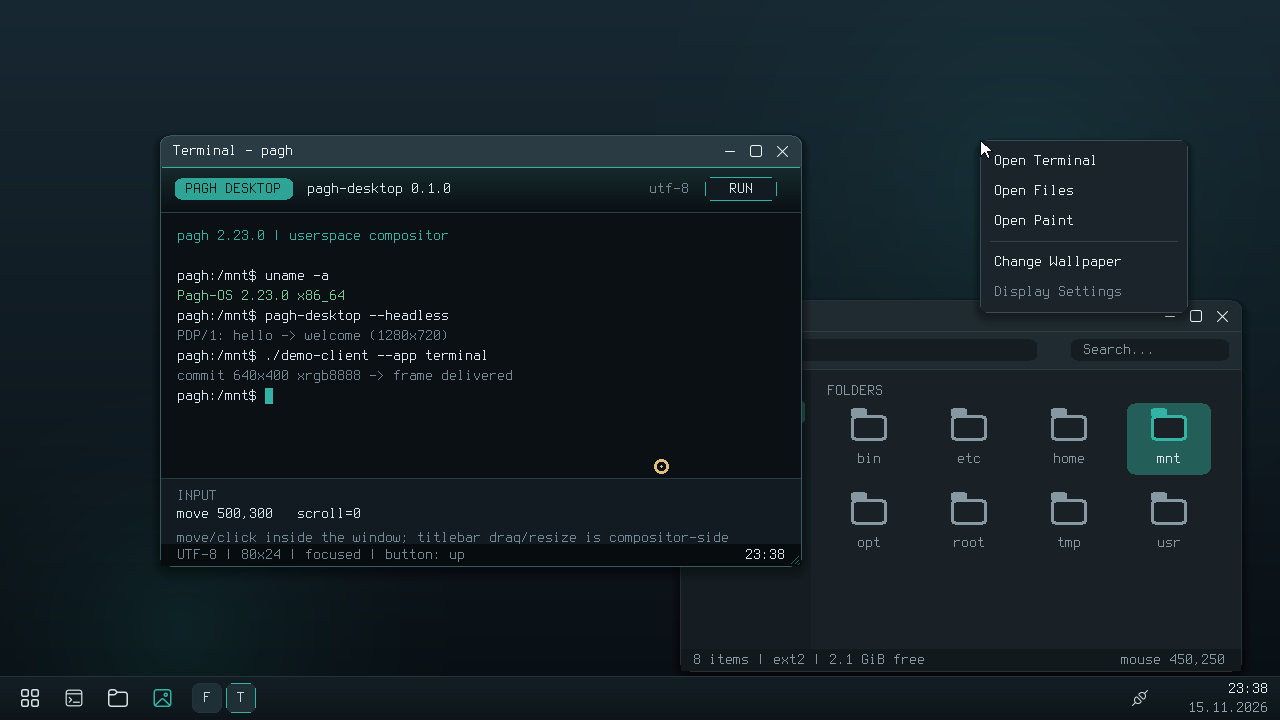 Terminal - pagh
PAGH DESKTOP pagh-desktop 0.1.0 utf-8 RUN
pagh 2.23.0 | userspace compositor
pagh:/mnt$ uname -a
Pagh-OS 2.23.0 x86_64
pagh:/mnt$ pagh-desktop --headless
PDP/1: hello -> welcome (1280x720)
pagh:/mnt$ ./demo-client --app terminal
commit 640x400 xrgb8888 -> frame delivered
pagh:/mnt$
INPUT
move 500,300 scroll=0
move/click inside the window; titlebar drag/resize is compositor-side
UTF-8 | 80x24 | focused | button: up 23:38
Open Terminal
Open Files
Open Paint
Change Wallpaper
Display Settings
Search...
FOLDERS
bin etc home mnt
opt root tmp usr
8 items | ext2 | 2.1 GiB free mouse 450,250
F T
23:38
15.11.2026